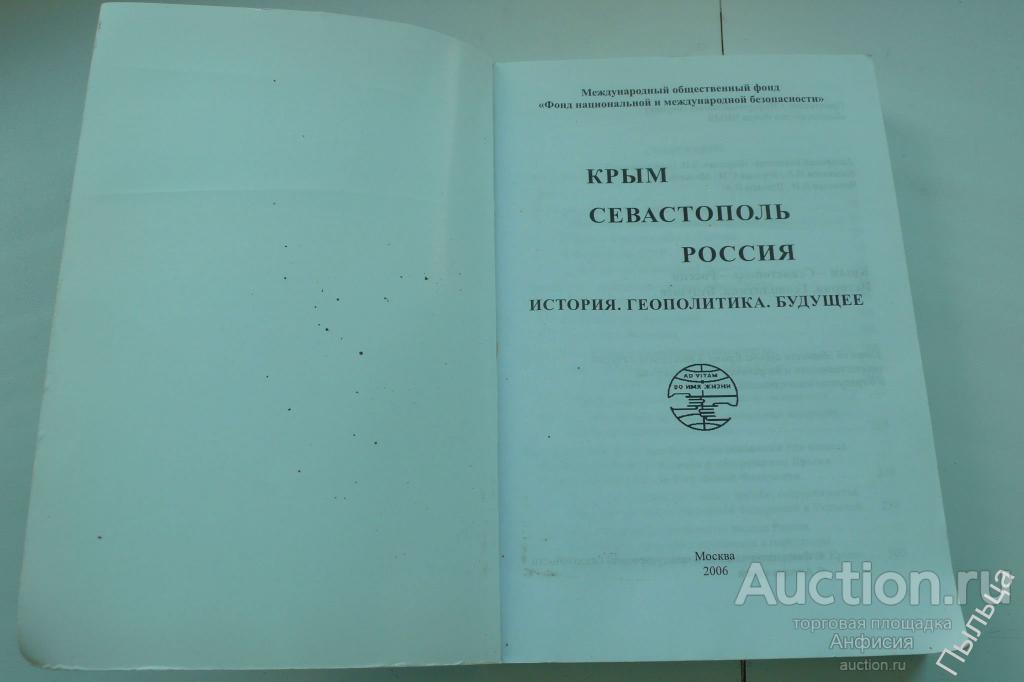 Международный общественный фонд
«Фонд национальной и международной безопасности»
КРЫМ
СЕВАСТОПОЛЬ
РОССИЯ
ИСТОРИЯ. ГЕОПОЛИТИКА. БУДУЩЕЕ
AD VITAM
ВО ИМЯ ЖИЗНИ
Москва
2006
Auction.ru
торговая площадка
Анфисия
auction.ru
Пыльца